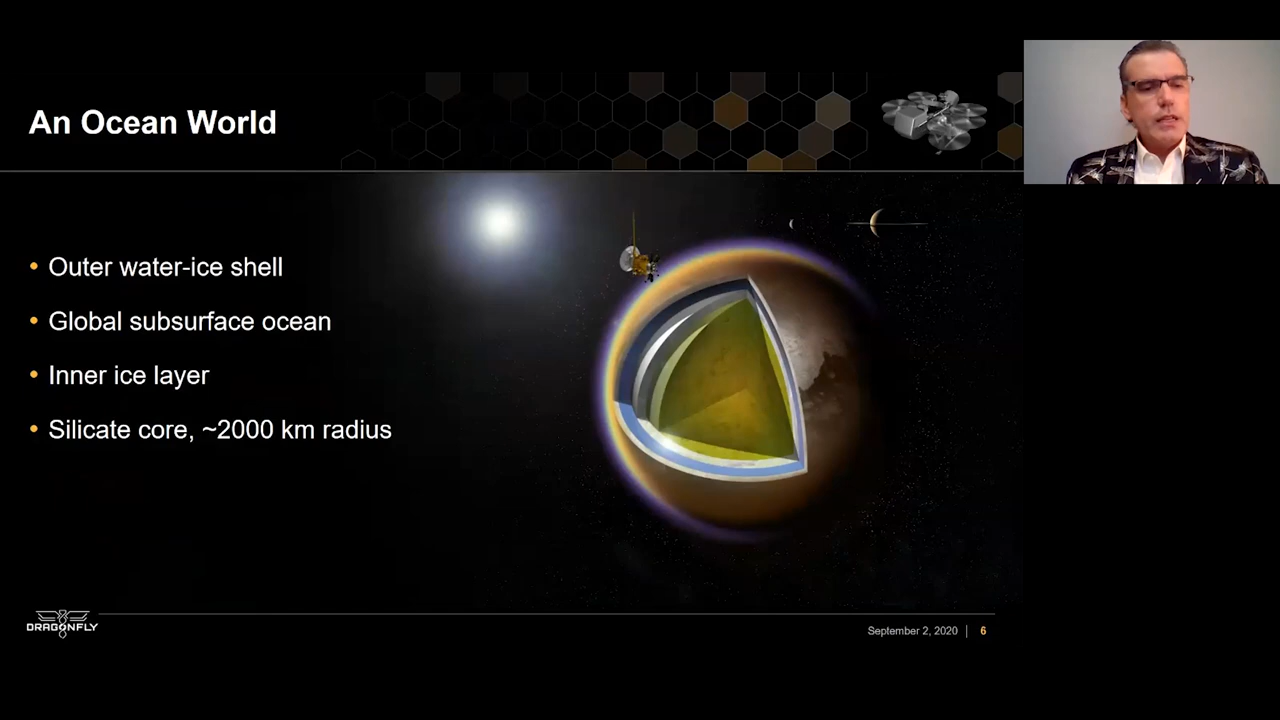 An Ocean World
• Outer water-ice shell
• Global subsurface ocean
• Inner ice layer
• Silicate core, ~2000 km radius
DRAGONFLY
September 2, 2020 | 6